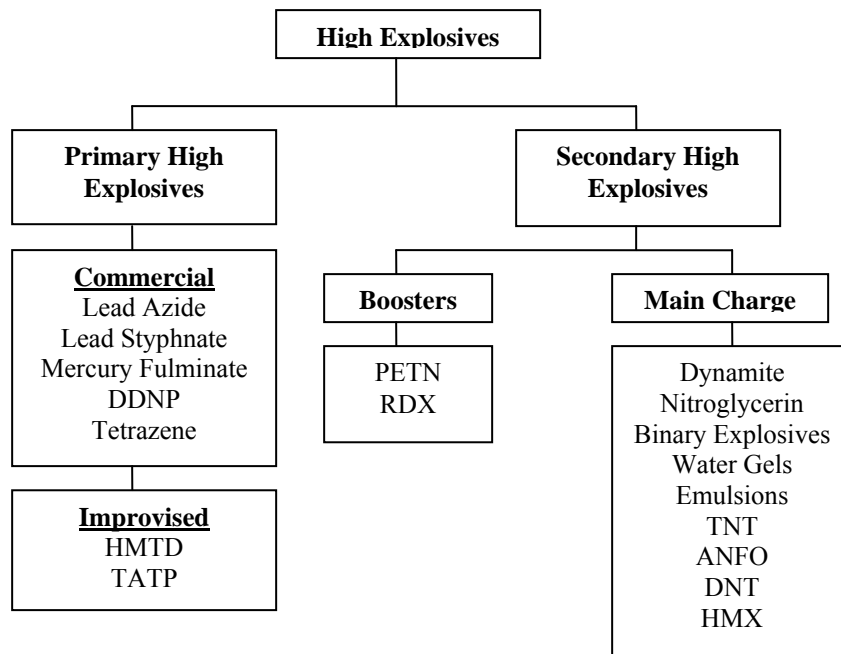 High Explosives
Primary High
Explosives
Secondary High
Explosives
Commercial
Lead Azide
Lead Styphnate
Mercury Fulminate
DDNP
Tetrazene
Improvised
HMTD
TATP
Boosters
PETN
RDX
Main Charge
Dynamite
Nitroglycerin
Binary Explosives
Water Gels
Emulsions
TNT
ANFO
DNT
HMX